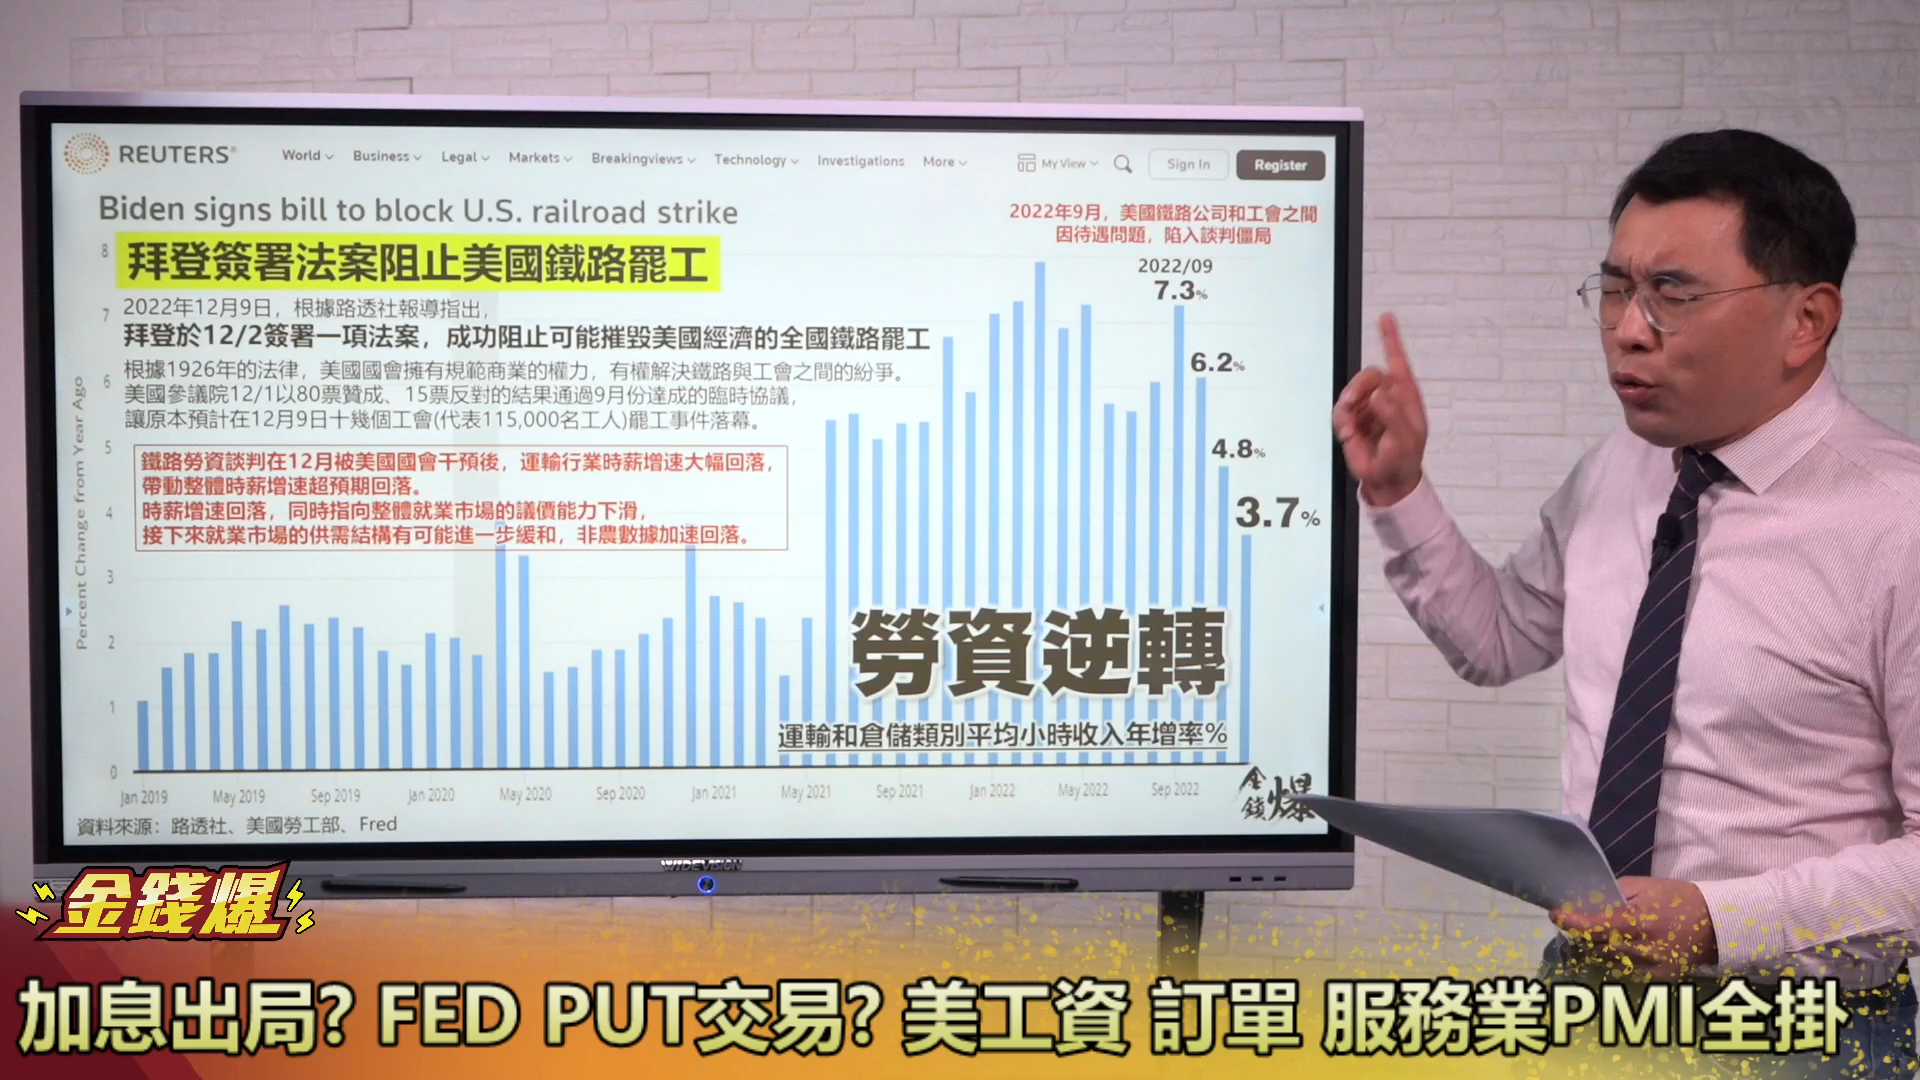 REUTERS
World Business Legal Markets Breakingviews Technology Investigations More My View Sign In Register
Biden signs bill to block U.S. railroad strike
拜登簽署法案阻止美國鐵路罷工
2022年9月，美國鐵路公司和工會之間
因待遇問題，陷入談判僵局
2022年12月9日，根據路透社報導指出，
拜登於12/2簽署一項法案，成功阻止可能摧毀美國經濟的全國鐵路罷工
根據1926年的法律，美國國會擁有規範商業的權力，有權解決鐵路與工會之間的紛爭。
美國參議院12/1以80票贊成、15票反對的結果通過9月份達成的臨時協議，
讓原本預計在12月9日十幾個工會(代表115,000名工人)罷工事件落幕。
鐵路勞資談判在12月被美國國會干預後，運輸行業時薪增速大幅回落，
帶動整體時薪增速超預期回落。
時薪增速回落，同時指向整體就業市場的議價能力下滑，
接下來就業市場的供需結構有可能進一步緩和，非農數據加速回落。
2022/09
7.3%
6.2%
4.8%
3.7%
Percent Change from Year Ago
8
7
6
5
4
3
2
1
0
勞資逆轉
運輸和倉儲類別平均小時收入年增率%
Jan 2019 May 2019 Sep 2019 Jan 2020 May 2020 Sep 2020 Jan 2021 May 2021 Sep 2021 Jan 2022 May 2022 Sep 2022
金錢爆
資料來源：路透社、美國勞工部、Fred
WIDEVISION
金錢爆
加息出局? FED PUT交易? 美工資 訂單 服務業PMI全掛